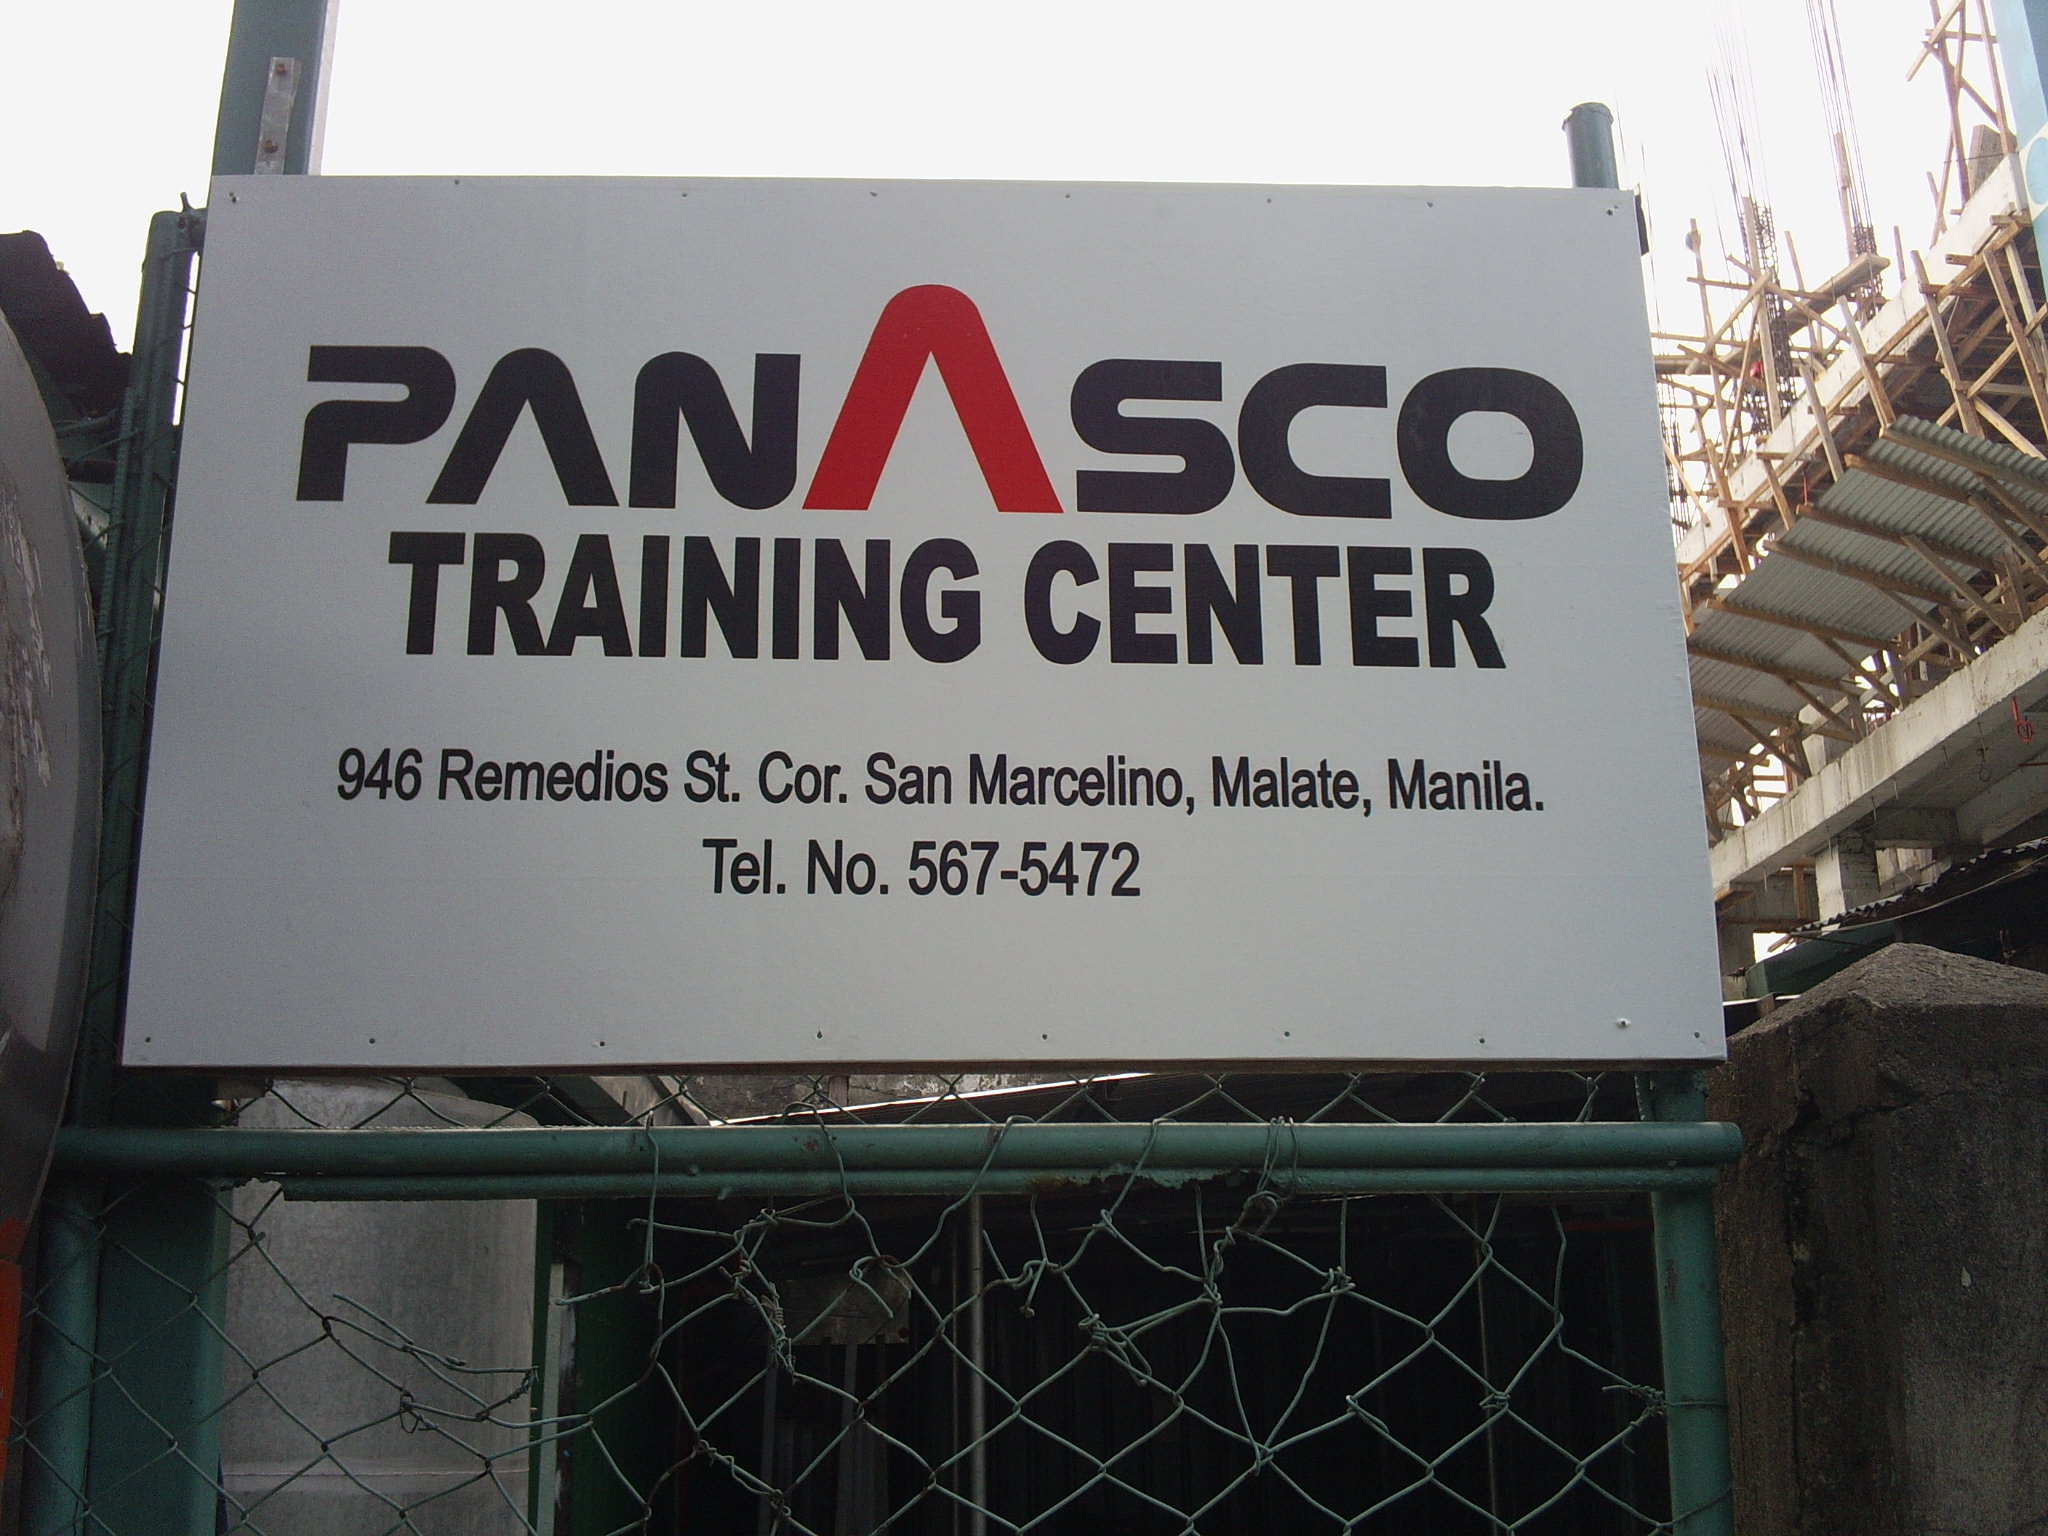 PANASCO
TRAINING CENTER
946 Remedios St. Cor. San Marcelino, Malate, Manila.
Tel. No. 567-5472